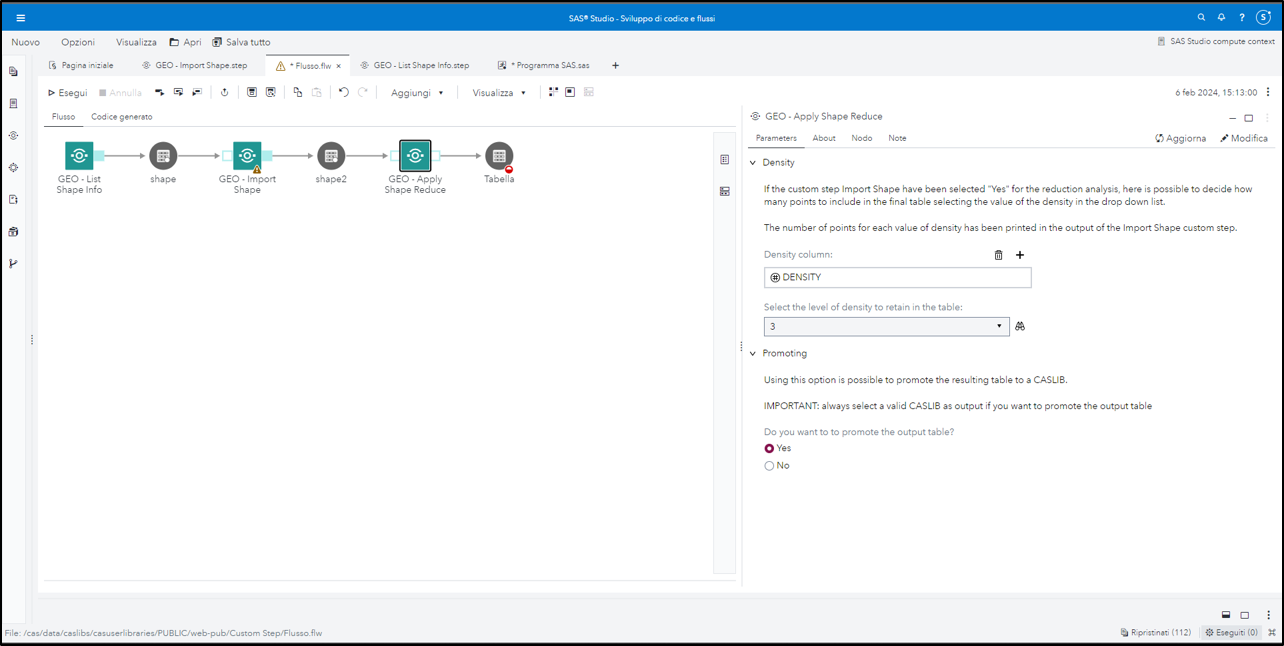 SAS® Studio - Sviluppo di codice e flussi
?
S
Nuovo Opzioni Visualizza Apri Salva tutto
SAS Studio compute context
Pagina iniziale GEO - Import Shape.step * Flusso.flw × GEO - List Shape Info.step * Programma SAS.sas +
Esegui Annulla Aggiungi Visualizza 6 feb 2024, 15:13:00
Flusso Codice generato
GEO - List
Shape Info
shape
GEO - Import
Shape
shape2
GEO - Apply
Shape Reduce
Tabella
GEO - Apply Shape Reduce
Parameters About Nodo Note Aggiorna Modifica
Density
If the custom step Import Shape have been selected "Yes" for the reduction analysis, here is possible to decide how
many points to include in the final table selecting the value of the density in the drop down list.
The number of points for each value of density has been printed in the output of the Import Shape custom step.
Density column:
DENSITY
Select the level of density to retain in the table:
3
Promoting
Using this option is possible to promote the resulting table to a CASLIB.
IMPORTANT: always select a valid CASLIB as output if you want to promote the output table
Do you want to to promote the output table?
Yes
No
File: /cas/data/caslibs/casuserlibraries/PUBLIC/web-pub/Custom Step/Flusso.flw
Ripristinati (112) Eseguiti (0)